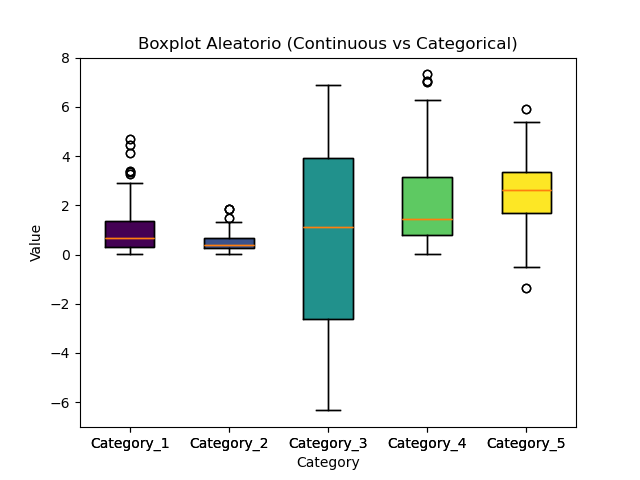 Boxplot Aleatorio (Continuous vs Categorical)
8
6
4
2
0
−2
−4
−6
Value
Category_1 Category_2 Category_3 Category_4 Category_5
Category